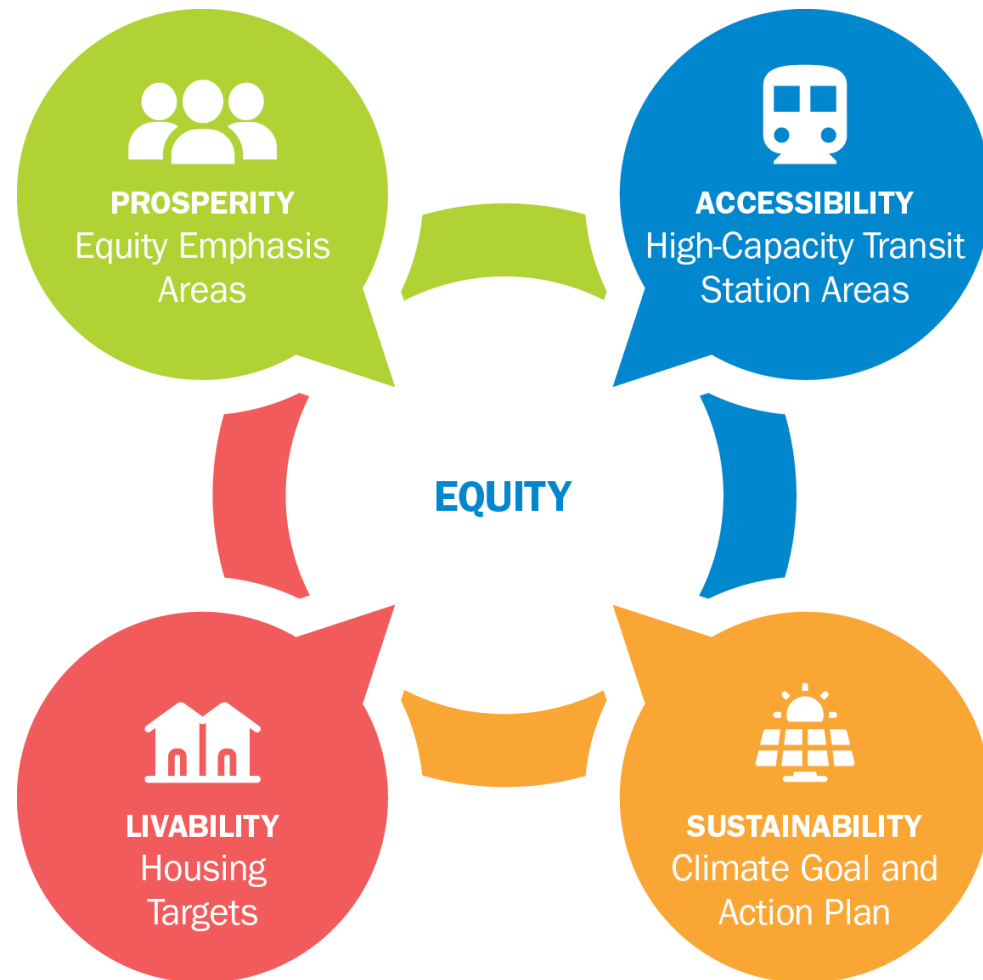 PROSPERITY
Equity Emphasis
Areas
ACCESSIBILITY
High-Capacity Transit
Station Areas
EQUITY
LIVABILITY
Housing
Targets
SUSTAINABILITY
Climate Goal and
Action Plan